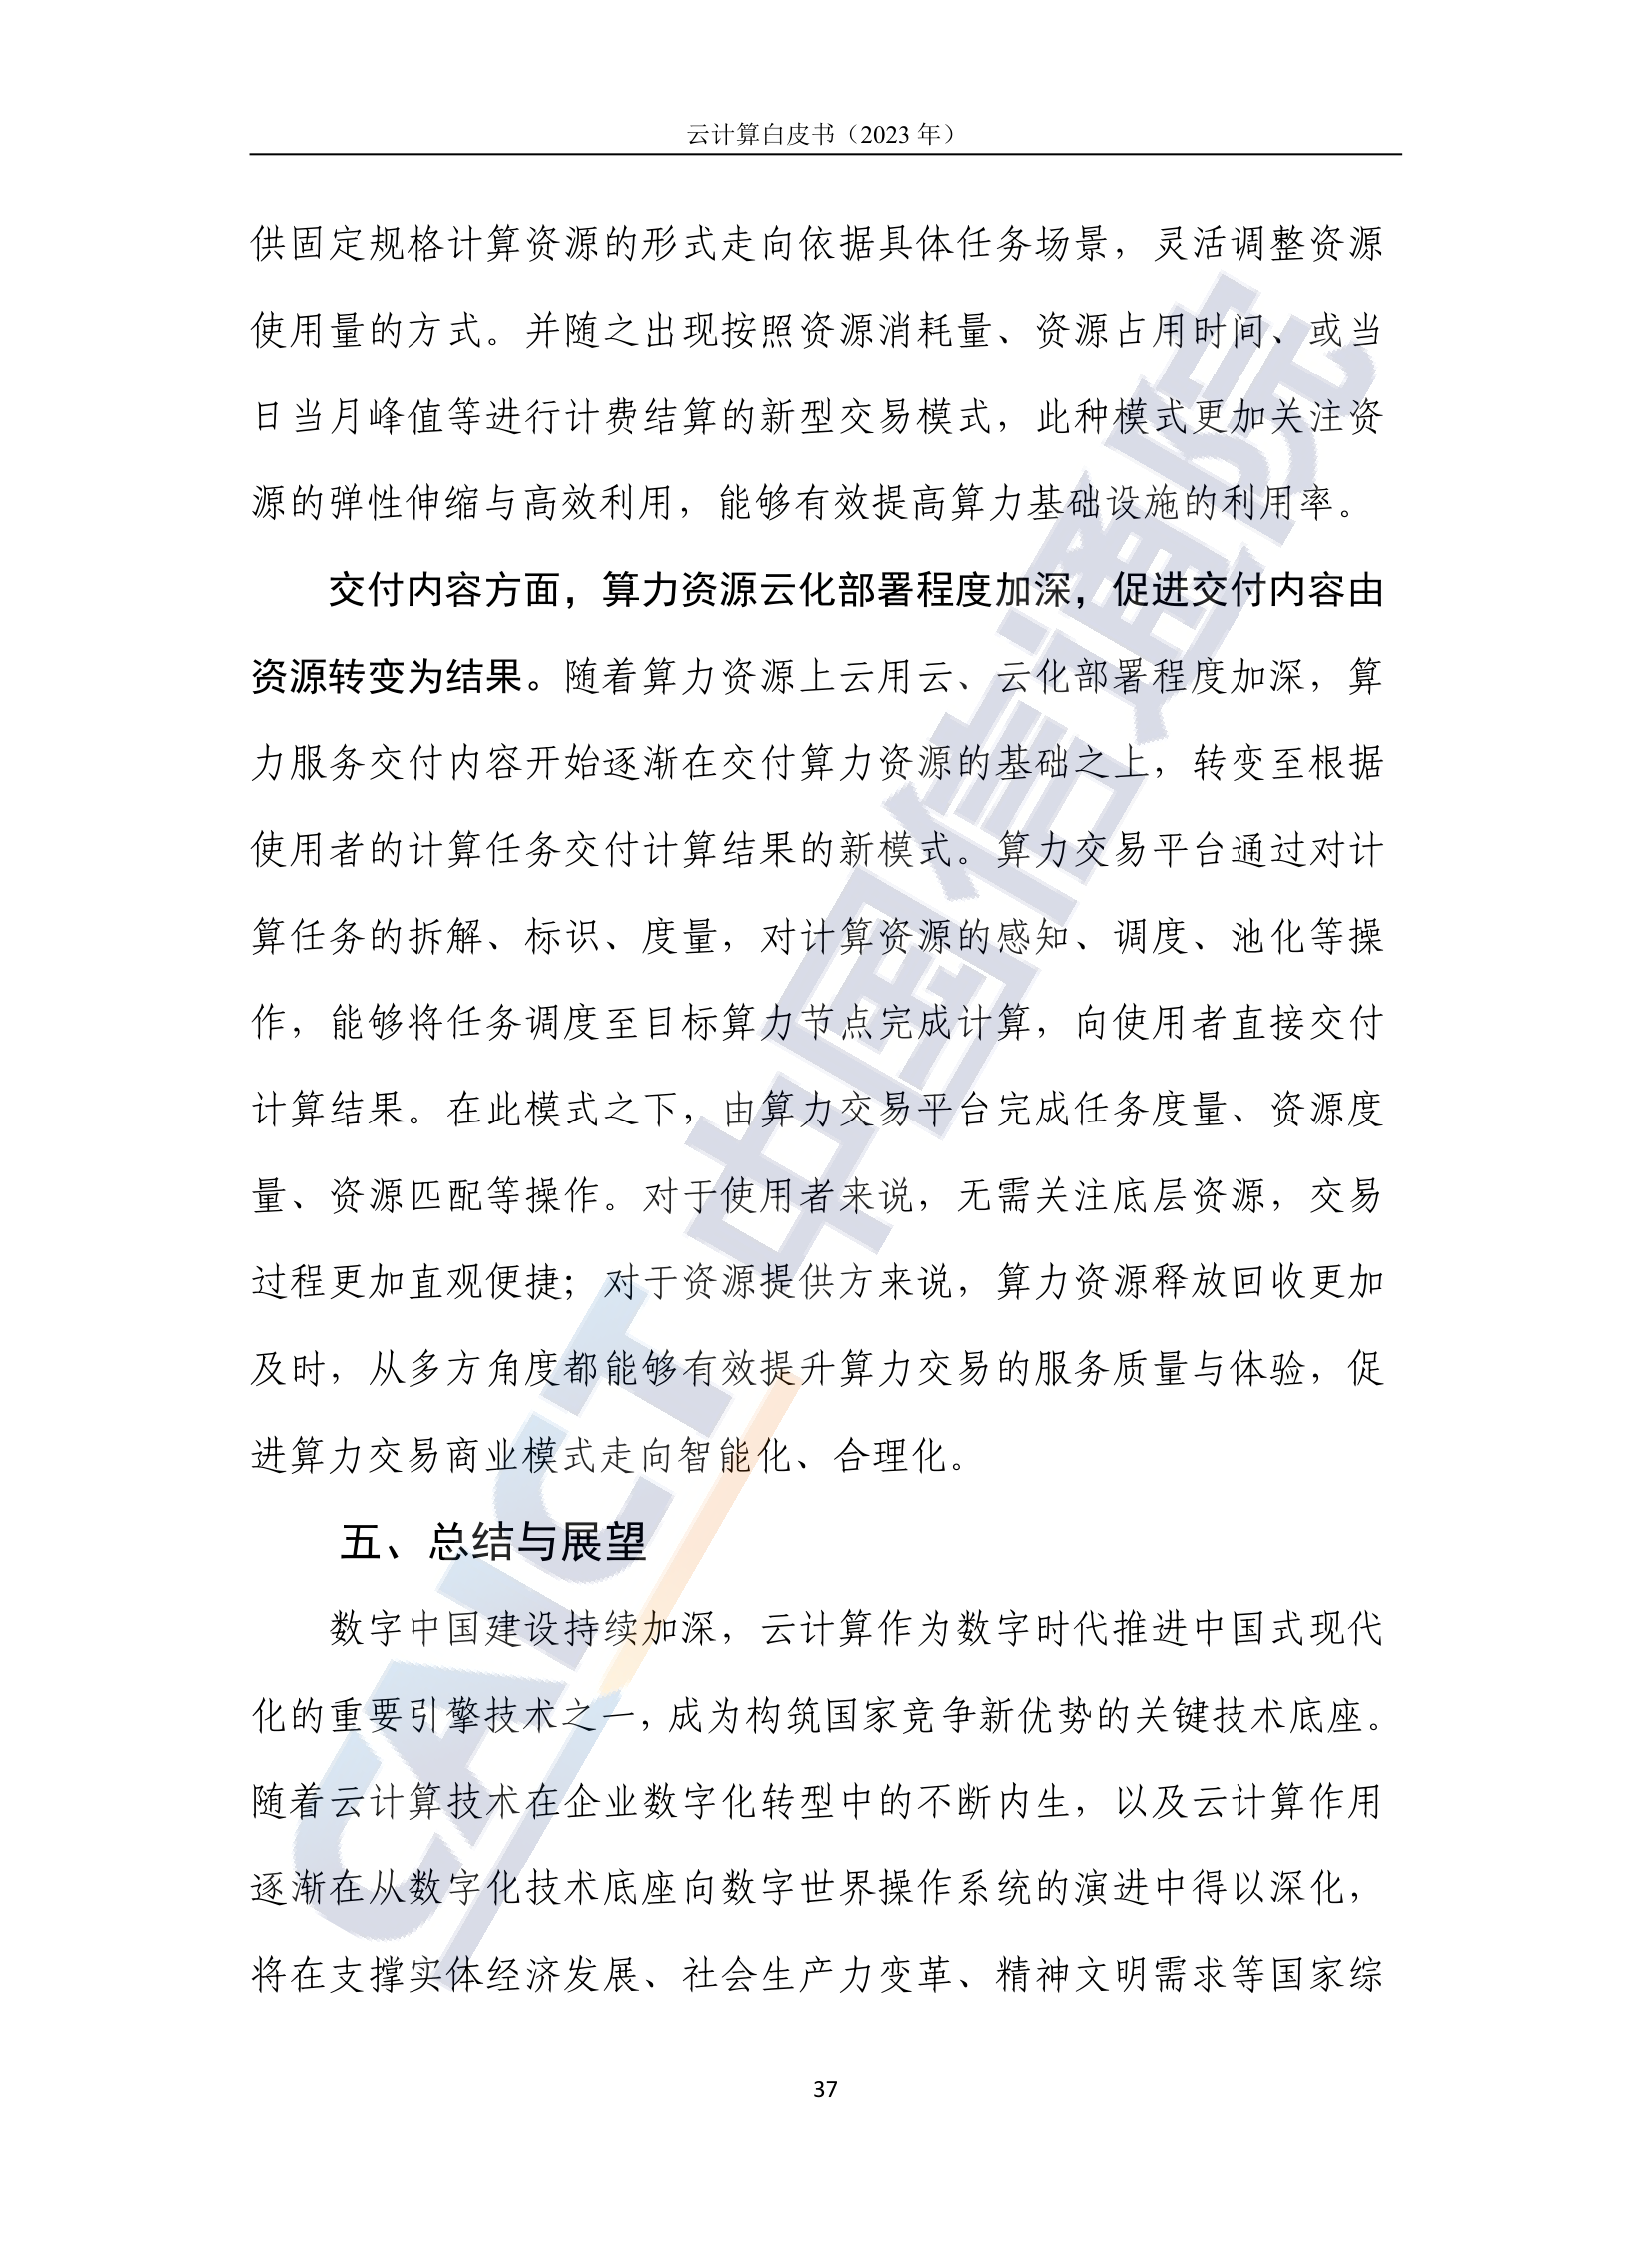 云计算白皮书（2023 年）
供固定规格计算资源的形式走向依据具体任务场景，灵活调整资源
使用量的方式。并随之出现按照资源消耗量、资源占用时间、或当
日当月峰值等进行计费结算的新型交易模式，此种模式更加关注资
源的弹性伸缩与高效利用，能够有效提高算力基础设施的利用率。
交付内容方面，算力资源云化部署程度加深，促进交付内容由
资源转变为结果。随着算力资源上云用云、云化部署程度加深，算
力服务交付内容开始逐渐在交付算力资源的基础之上，转变至根据
使用者的计算任务交付计算结果的新模式。算力交易平台通过对计
算任务的拆解、标识、度量，对计算资源的感知、调度、池化等操
作，能够将任务调度至目标算力节点完成计算，向使用者直接交付
计算结果。在此模式之下，由算力交易平台完成任务度量、资源度
量、资源匹配等操作。对于使用者来说，无需关注底层资源，交易
过程更加直观便捷；对于资源提供方来说，算力资源释放回收更加
及时，从多方角度都能够有效提升算力交易的服务质量与体验，促
进算力交易商业模式走向智能化、合理化。
五、总结与展望
数字中国建设持续加深，云计算作为数字时代推进中国式现代
化的重要引擎技术之一，成为构筑国家竞争新优势的关键技术底座。
随着云计算技术在企业数字化转型中的不断内生，以及云计算作用
逐渐在从数字化技术底座向数字世界操作系统的演进中得以深化，
将在支撑实体经济发展、社会生产力变革、精神文明需求等国家综
37
CAICT 中国信通院